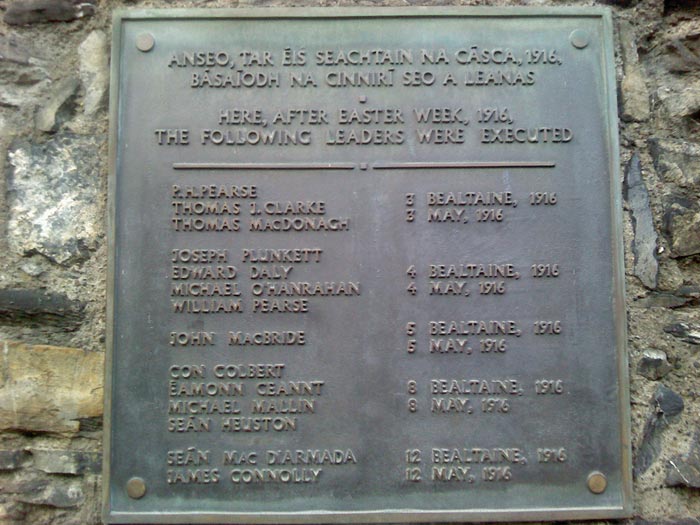 ANSEO, TAR ÉIS SEACHTAIN NA CÁSCA, 1916,
BÁSAÍODH NA CINNIRÍ SEO A LEANAS
HERE, AFTER EASTER WEEK, 1916,
THE FOLLOWING LEADERS WERE EXECUTED
P.H. PEARSE
THOMAS J. CLARKE
THOMAS MACDONAGH
3 BEALTAINE, 1916
3 MAY, 1916
JOSEPH PLUNKETT
EDWARD DALY
MICHAEL O'HANRAHAN
WILLIAM PEARSE
4 BEALTAINE, 1916
4 MAY, 1916
JOHN MACBRIDE
5 BEALTAINE, 1916
5 MAY, 1916
CON COLBERT
ÉAMONN CEANNT
MICHAEL MALLIN
SEÁN HEUSTON
8 BEALTAINE, 1916
8 MAY, 1916
SEÁN MAC DIARMADA
JAMES CONNOLLY
12 BEALTAINE, 1916
12 MAY, 1916